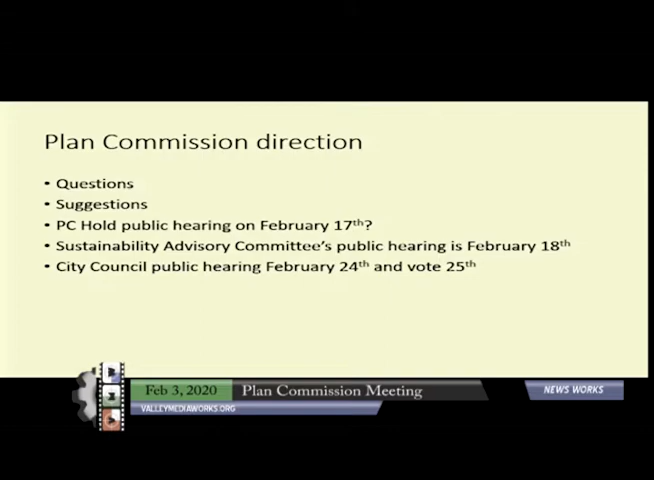 Plan Commission direction
• Questions
• Suggestions
• PC Hold public hearing on February 17th?
• Sustainability Advisory Committee's public hearing is February 18th
• City Council public hearing February 24th and vote 25th
Feb 3, 2020 Plan Commission Meeting NEWS WORKS
VALLEYMEDIAWORKS.ORG